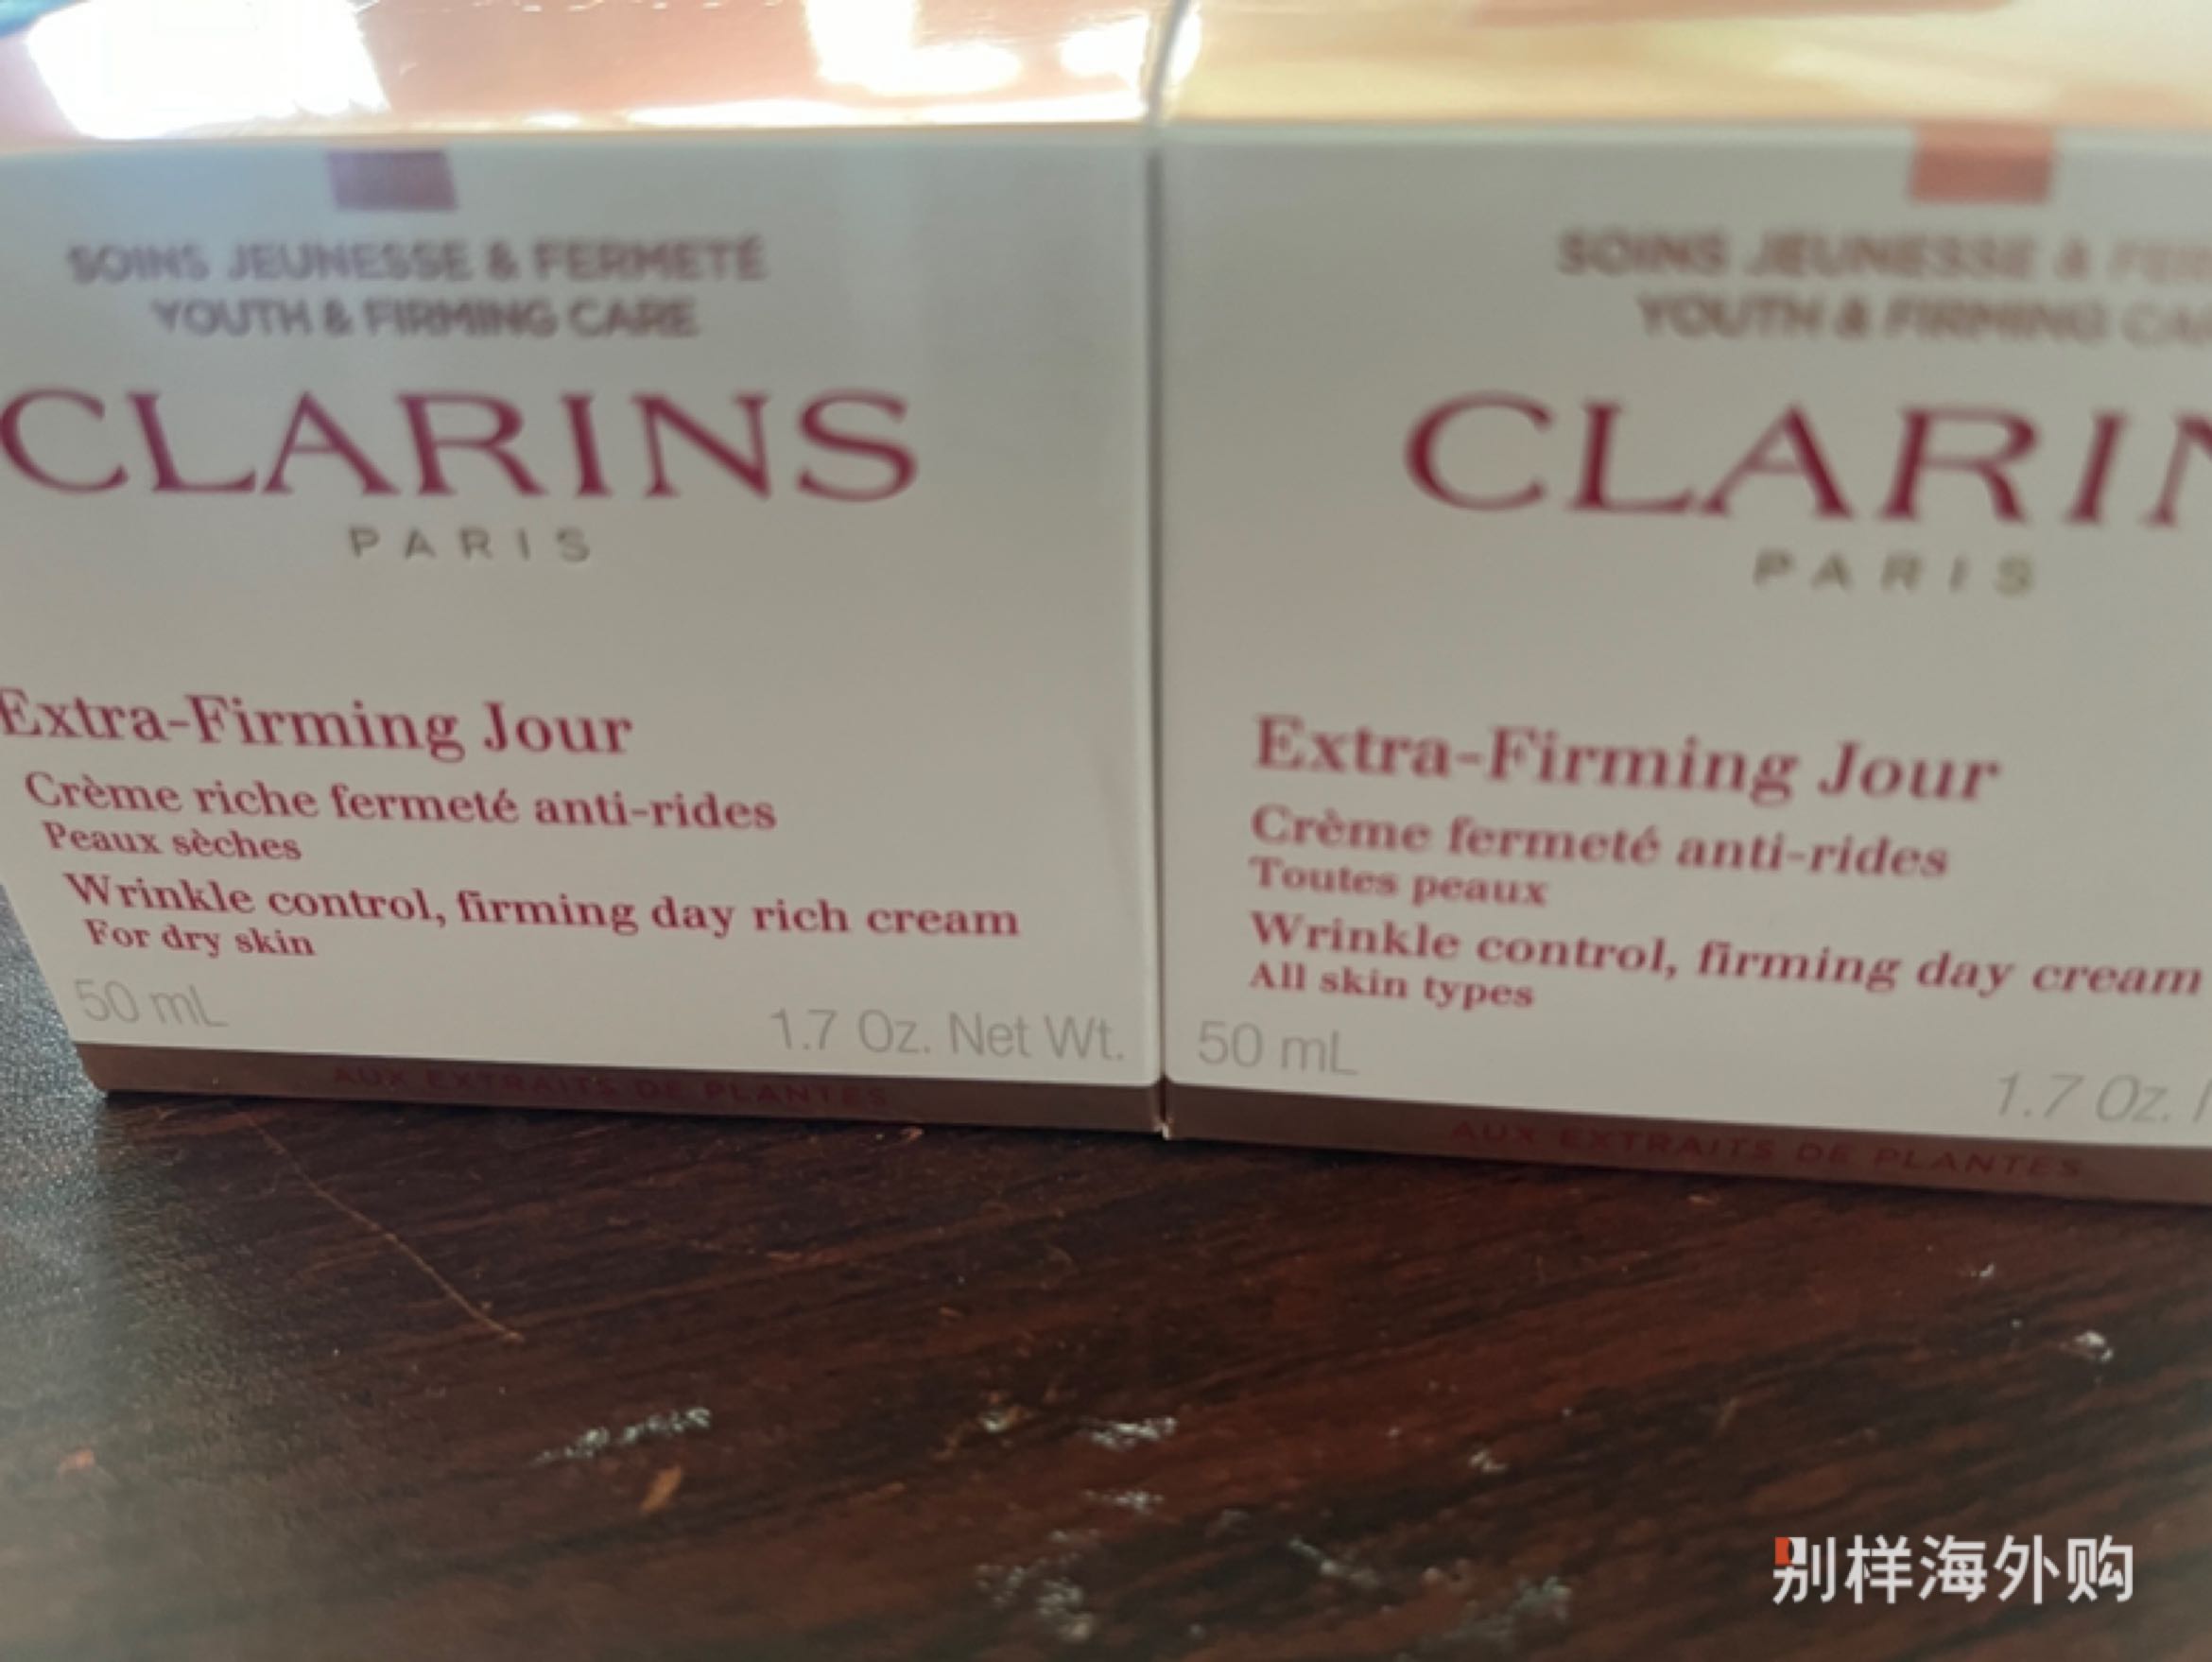 SOINS JEUNESSE & FERMETÉ
YOUTH & FIRMING CARE
CLARINS
PARIS
Extra-Firming Jour
Crème riche fermeté anti-rides
Peaux sèches
Wrinkle control, firming day rich cream
For dry skin
50 mL
1.7 Oz. Net Wt.
AUX EXTRAITS DE PLANTES
SOINS JEUNESSE &
YOUTH & FIRMING
CLARIN
PARIS
Extra-Firming Jour
Crème fermeté anti-rides
Toutes peaux
Wrinkle control, firming day cream
All skin types
50 mL
1.7 Oz.
AUX EXTRAITS DE PLANTES
别样海外购